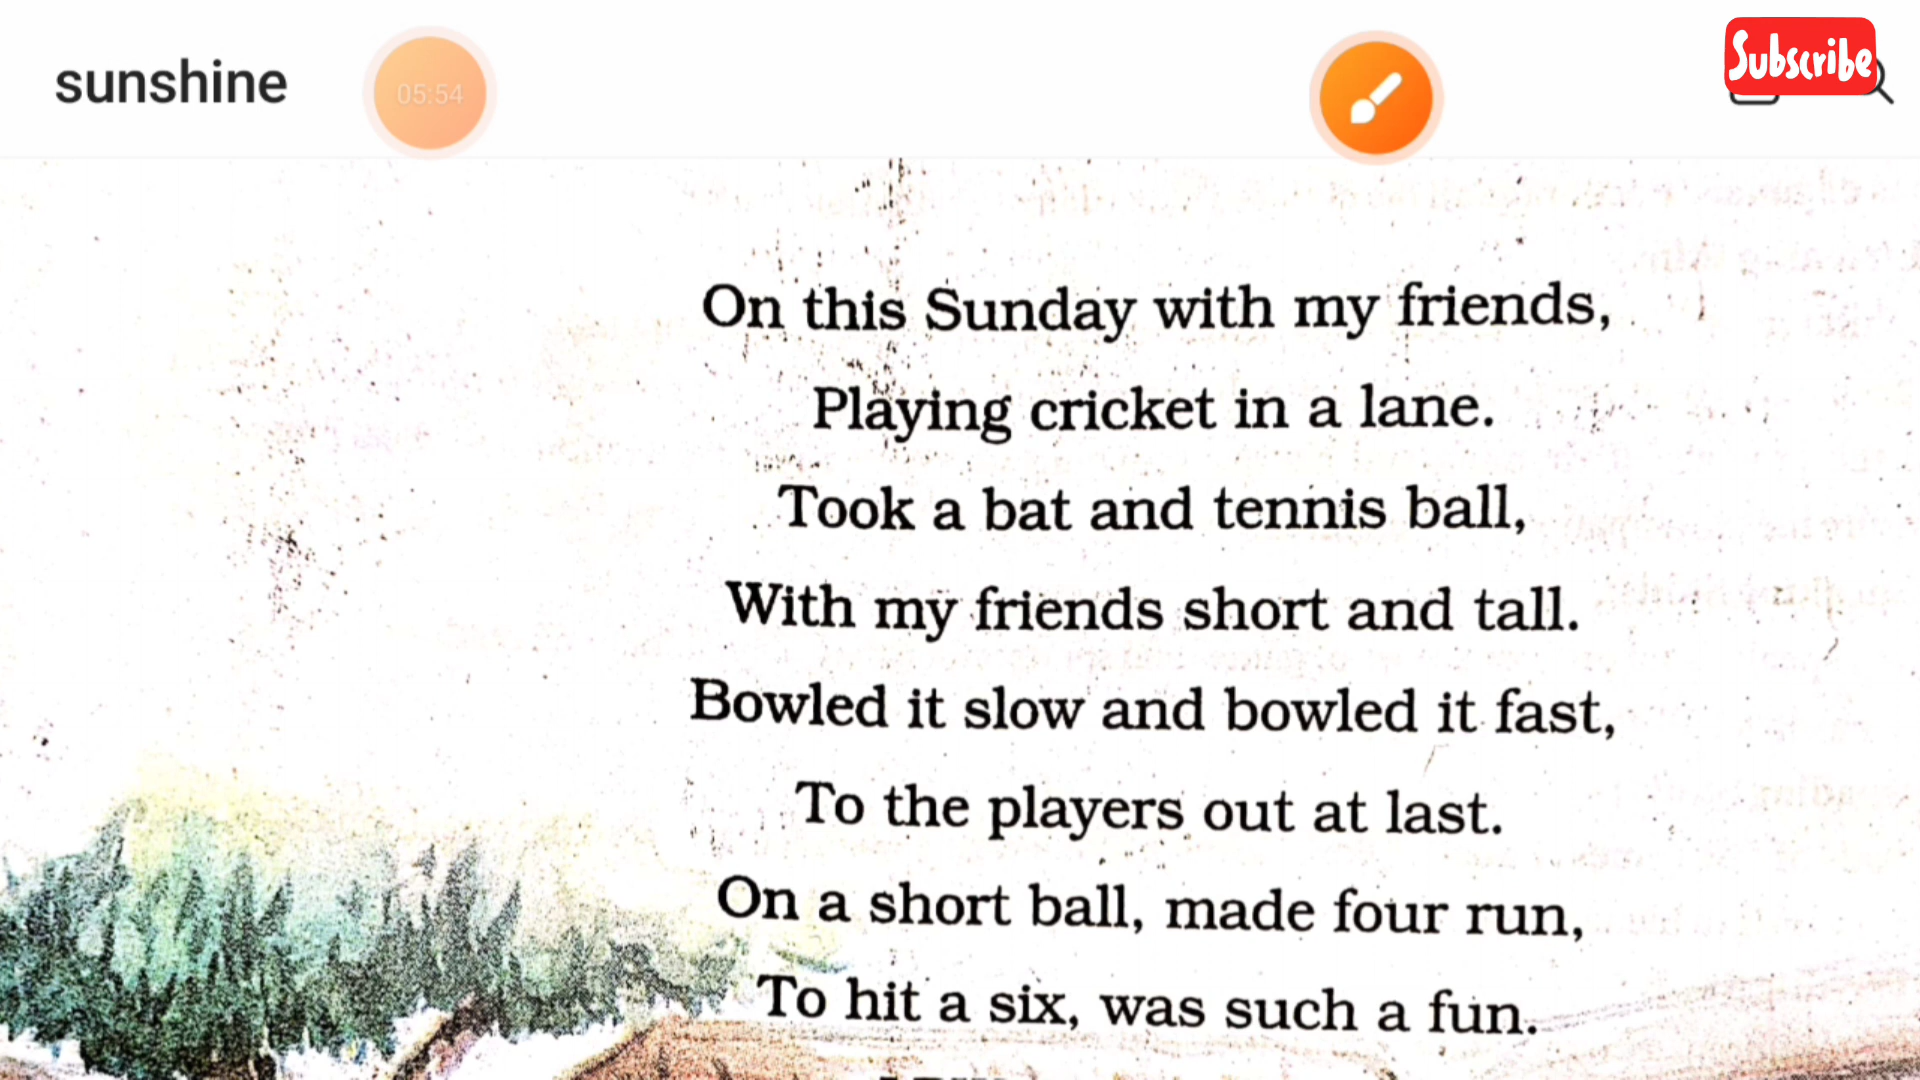 sunshine
05:54
Subscribe
On this Sunday with my friends,
Playing cricket in a lane.
Took a bat and tennis ball,
With my friends short and tall.
Bowled it slow and bowled it fast,
To the players out at last.
On a short ball, made four run,
To hit a six, was such a fun.